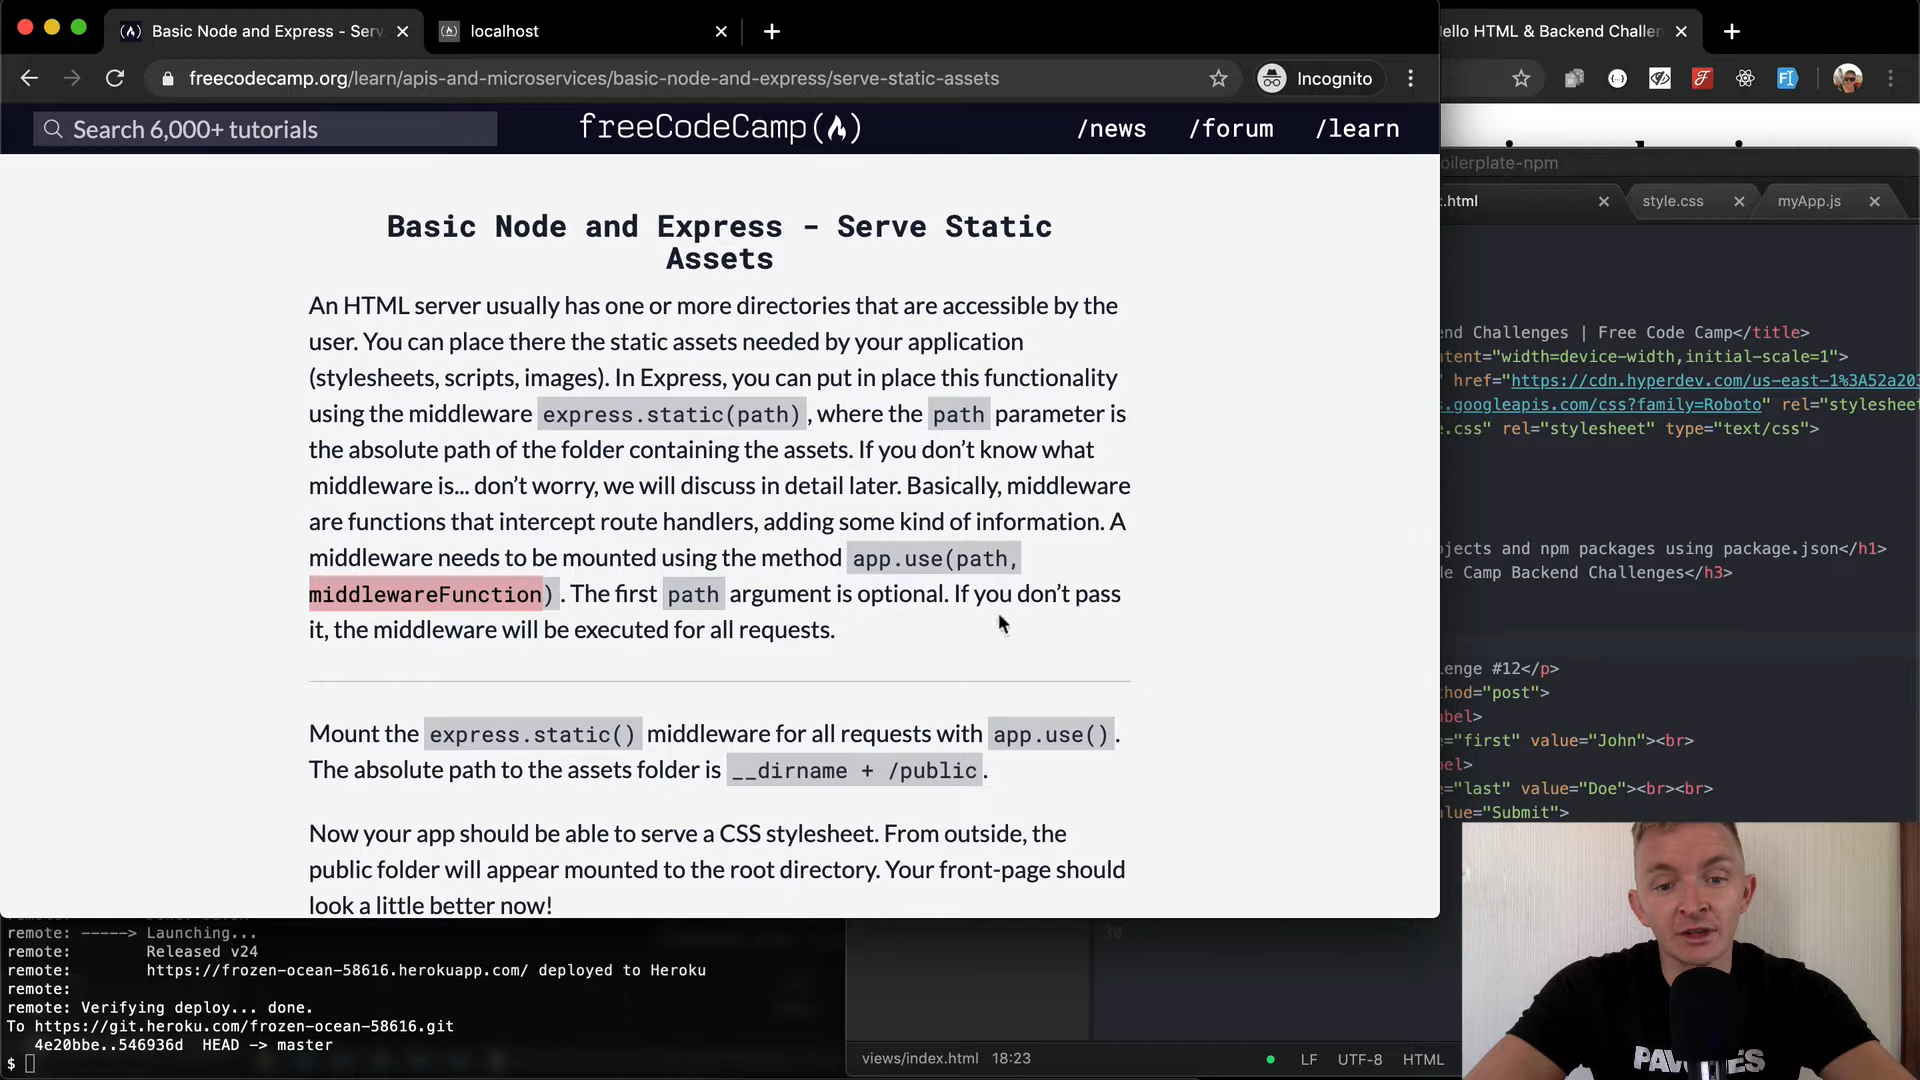 Basic Node and Express - Serv
localhost
ello HTML & Backend Challen
freecodecamp.org/learn/apis-and-microservices/basic-node-and-express/serve-static-assets
Incognito
Search 6,000+ tutorials
freeCodeCamp
/news
/forum
/learn
oilerplate-npm
.html
style.css
myApp.js
Basic Node and Express - Serve Static
Assets
An HTML server usually has one or more directories that are accessible by the
user. You can place there the static assets needed by your application
(stylesheets, scripts, images). In Express, you can put in place this functionality
using the middleware express.static(path), where the path parameter is
the absolute path of the folder containing the assets. If you don’t know what
middleware is… don’t worry, we will discuss in detail later. Basically, middleware
are functions that intercept route handlers, adding some kind of information. A
middleware needs to be mounted using the method app.use(path,
middlewareFunction). The first path argument is optional. If you don’t pass
it, the middleware will be executed for all requests.
Mount the express.static() middleware for all requests with app.use().
The absolute path to the assets folder is __dirname + /public.
Now your app should be able to serve a CSS stylesheet. From outside, the
public folder will appear mounted to the root directory. Your front-page should
look a little better now!
nd Challenges | Free Code Camp</title>
tent="width=device-width,initial-scale=1">
" href="https://cdn.hyperdev.com/us-east-1%3A52a203
s.googleapis.com/css?family=Roboto" rel="stylesheet
e.css" rel="stylesheet" type="text/css">
ojects and npm packages using package.json</h1>
de Camp Backend Challenges</h3>
lenge #12</p>
thod="post">
abel>
="first" value="John"><br>
el>
="last" value="Doe"><br><br>
value="Submit">
remote: -----> Launching...
remote: Released v24
remote: https://frozen-ocean-58616.herokuapp.com/ deployed to Heroku
remote:
remote: Verifying deploy... done.
To https://git.heroku.com/frozen-ocean-58616.git
4e20bbe..546936d HEAD -> master
$
30
views/index.html 18:23
LF UTF-8 HTML